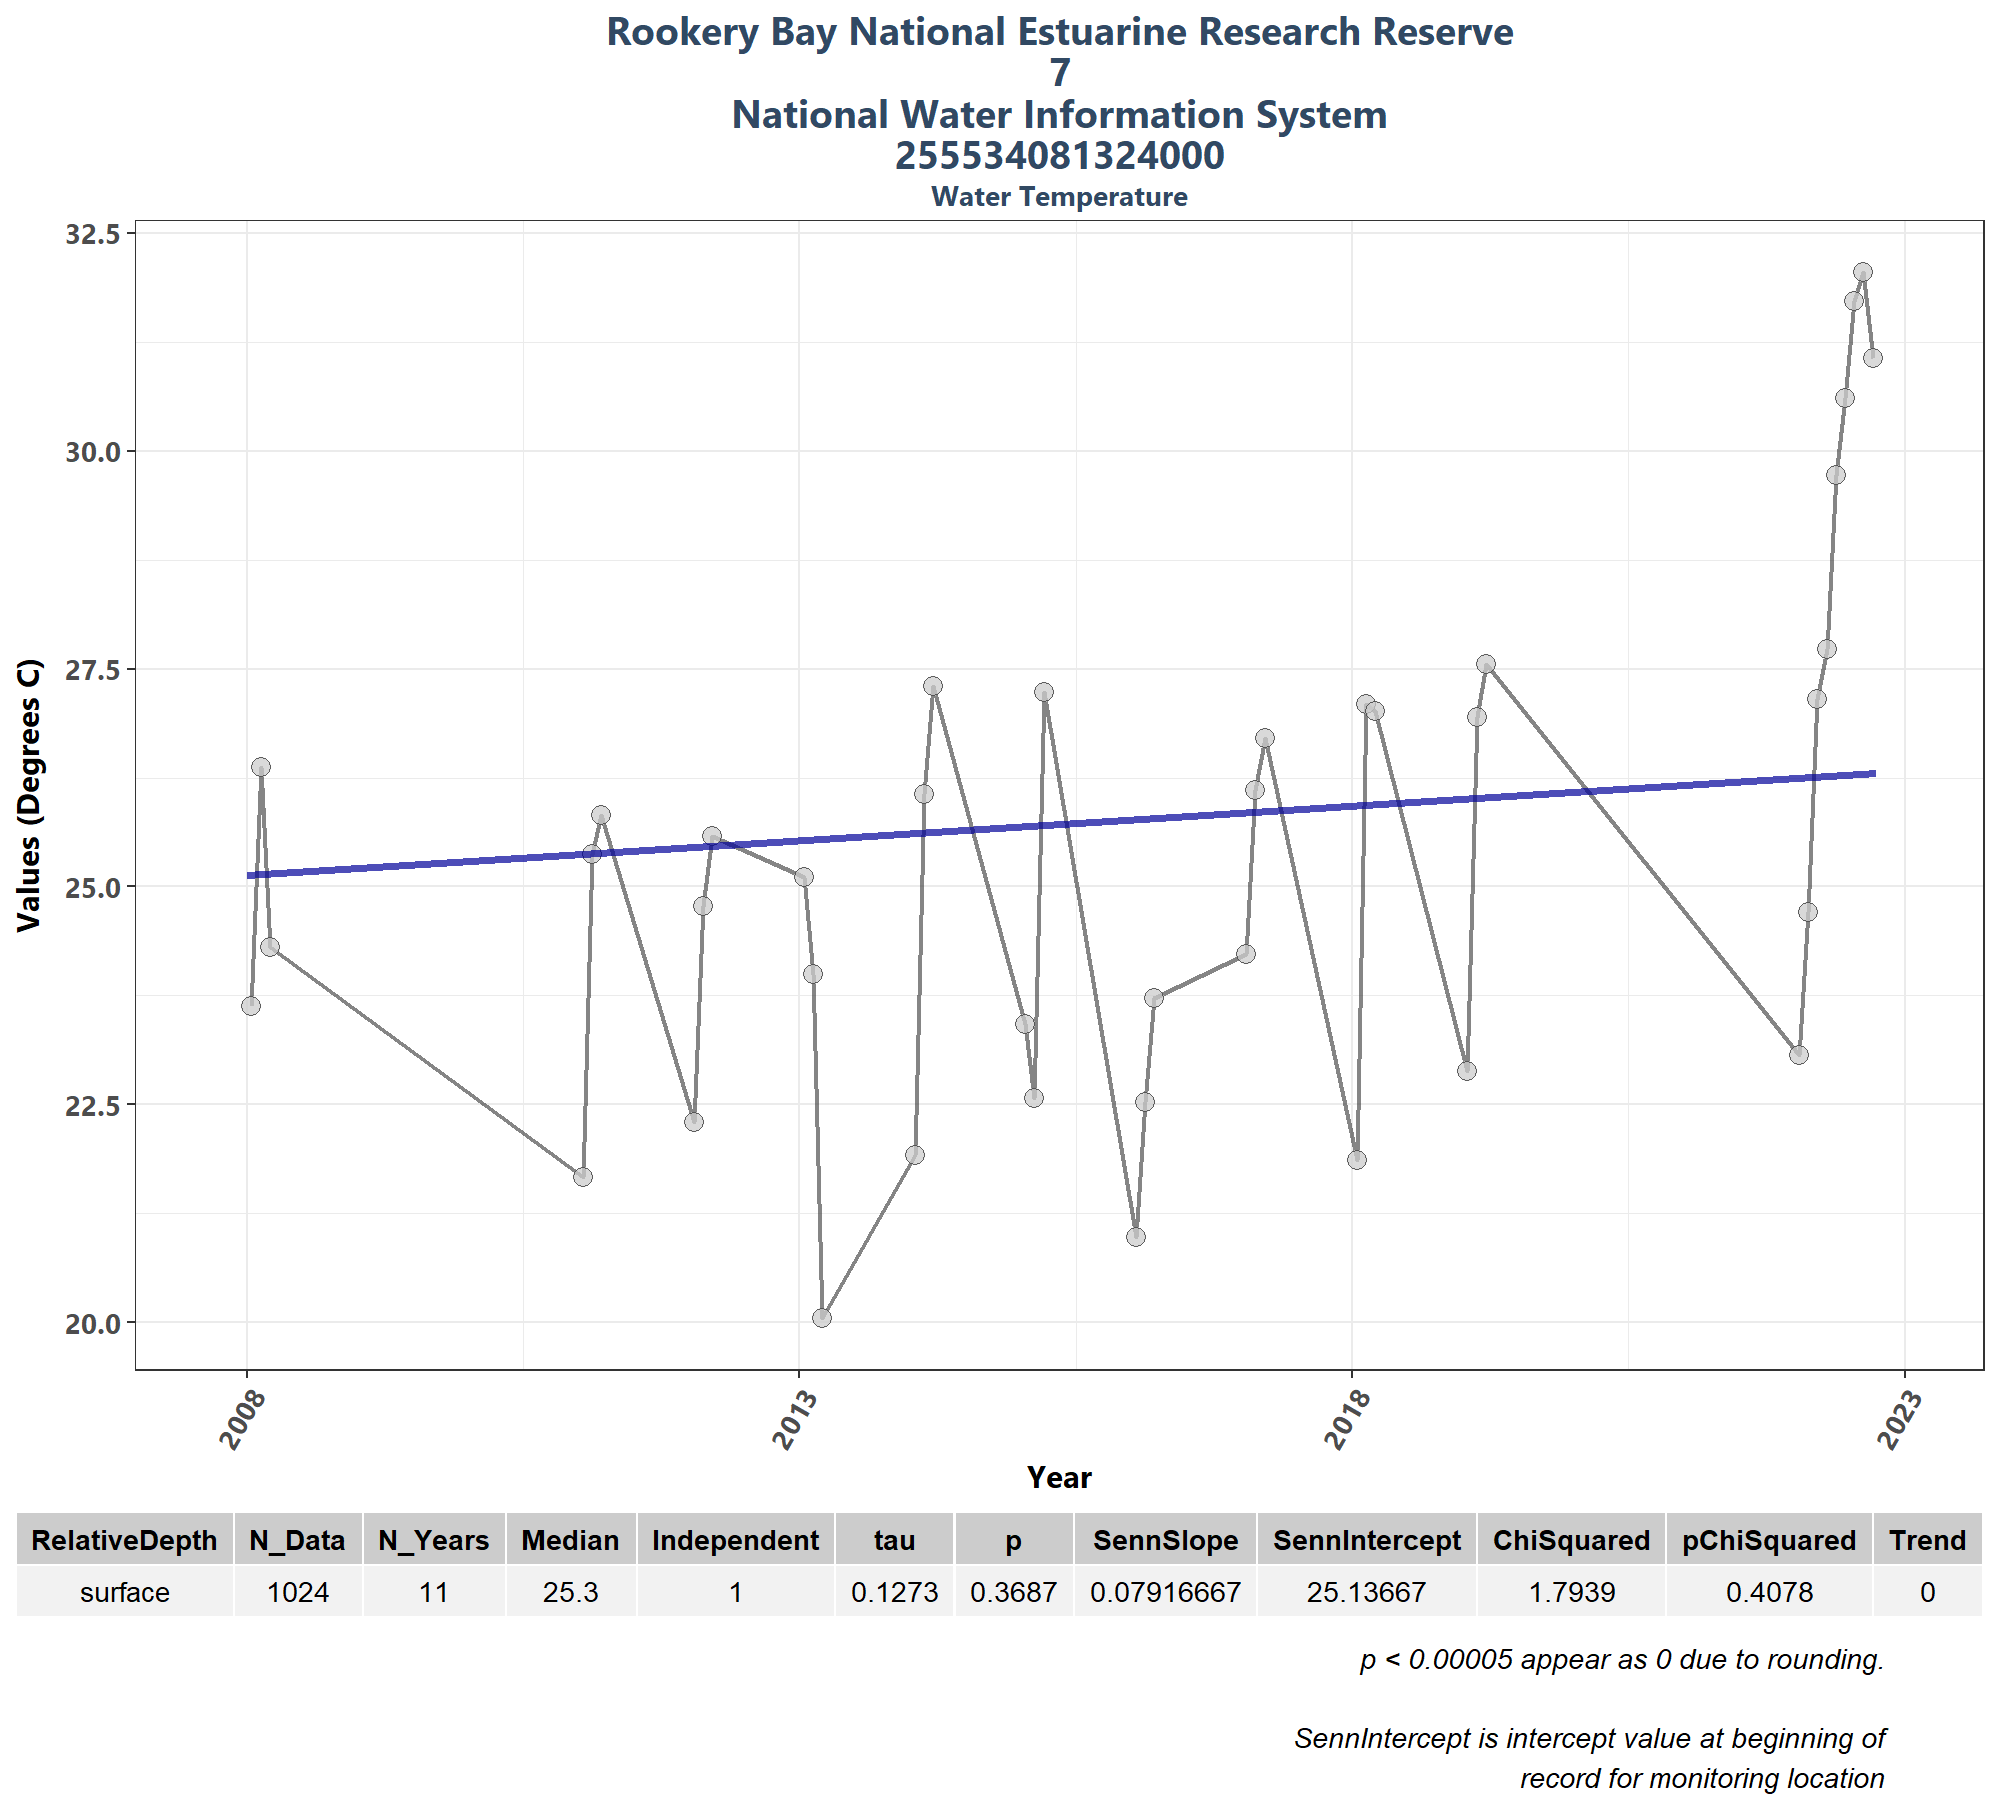 Rookery Bay National Estuarine Research Reserve
7
National Water Information System
255534081324000
Water Temperature
Values (Degrees C)
32.5
30.0
27.5
25.0
22.5
20.0
2008 2013 2018 2023
Year
RelativeDepth N_Data N_Years Median Independent tau p SennSlope SennIntercept ChiSquared pChiSquared Trend
surface 1024 11 25.3 1 0.1273 0.3687 0.07916667 25.13667 1.7939 0.4078 0
p < 0.00005 appear as 0 due to rounding.
SennIntercept is intercept value at beginning of
record for monitoring location